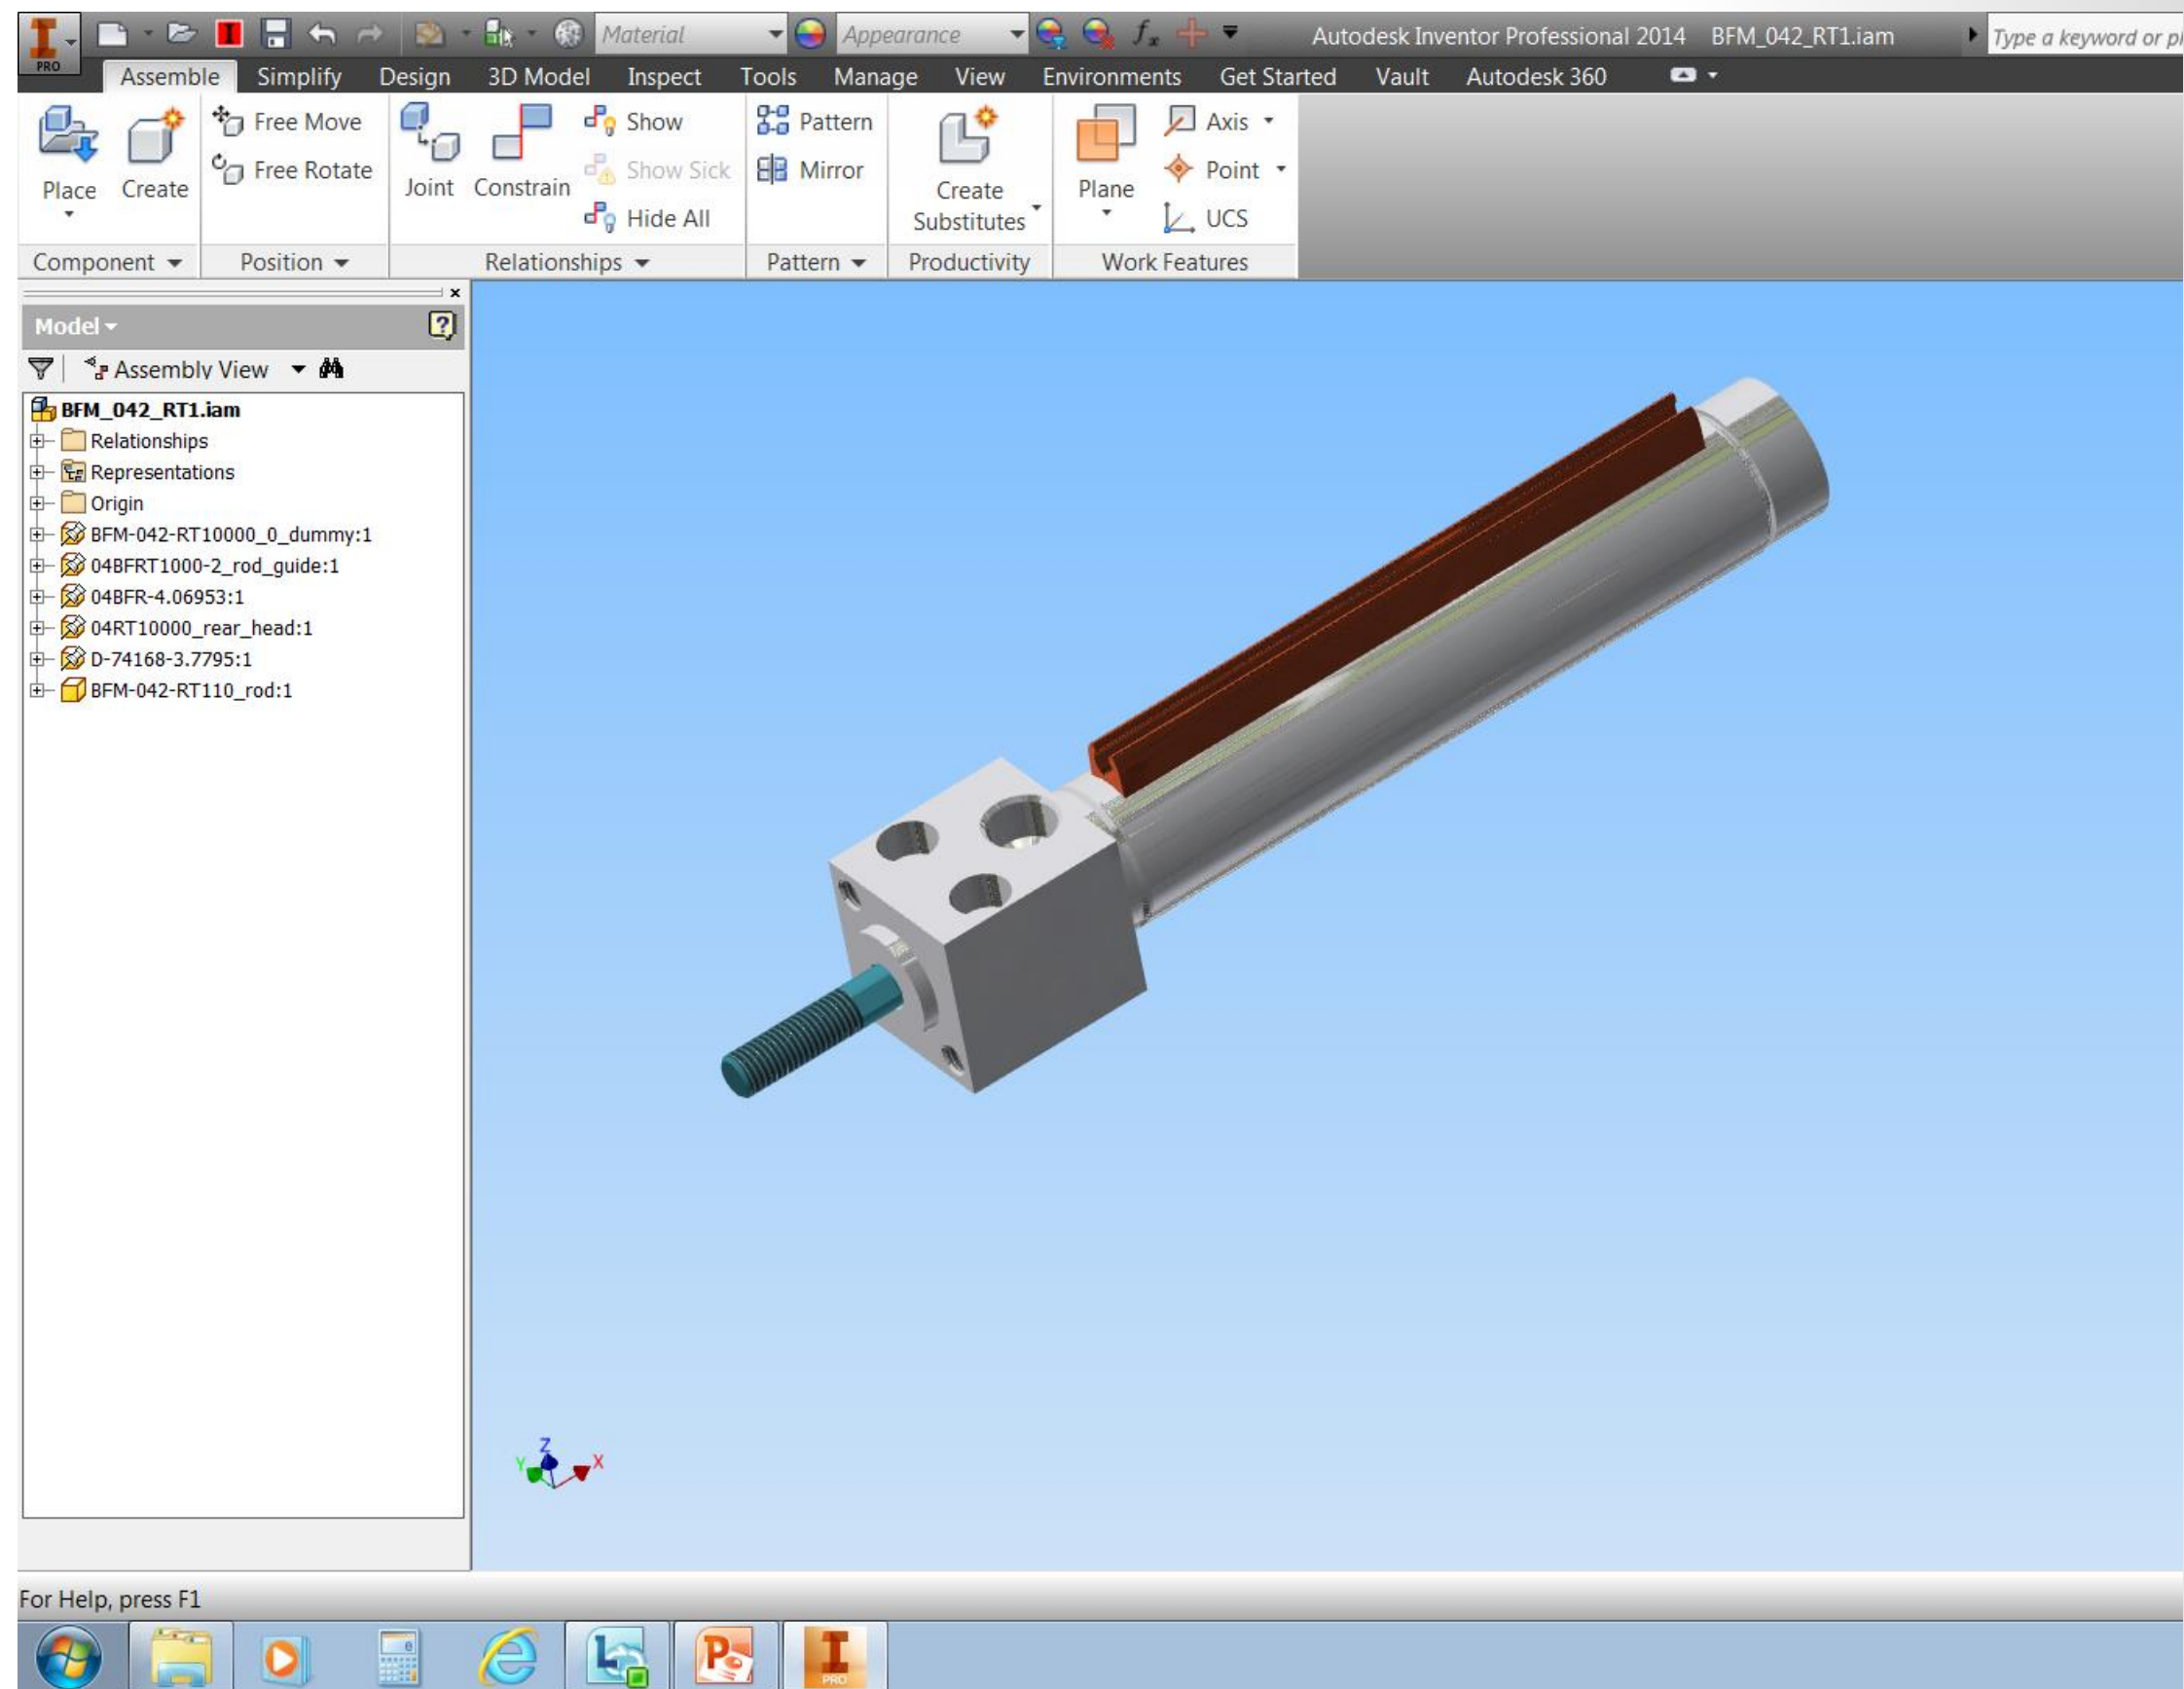 Material
Appearance
fx
Autodesk Inventor Professional 2014 BFM_042_RT1.iam
Type a keyword or
PRO
Assemble Simplify Design 3D Model Inspect Tools Manage View Environments Get Started Vault Autodesk 360
Place
Create
Free Move
Free Rotate
Joint
Constrain
Show
Show Sick
Hide All
Pattern
Mirror
Create
Substitutes
Plane
Axis
Point
UCS
Component Position Relationships Pattern Productivity Work Features
Model
Assembly View
BFM_042_RT1.iam
Relationships
Representations
Origin
BFM-042-RT10000_0_dummy:1
04BFRT1000-2_rod_guide:1
04BFR-4.06953:1
04RT10000_rear_head:1
D-74168-3.7795:1
BFM-042-RT110_rod:1
Z
Y
X
For Help, press F1
PRO